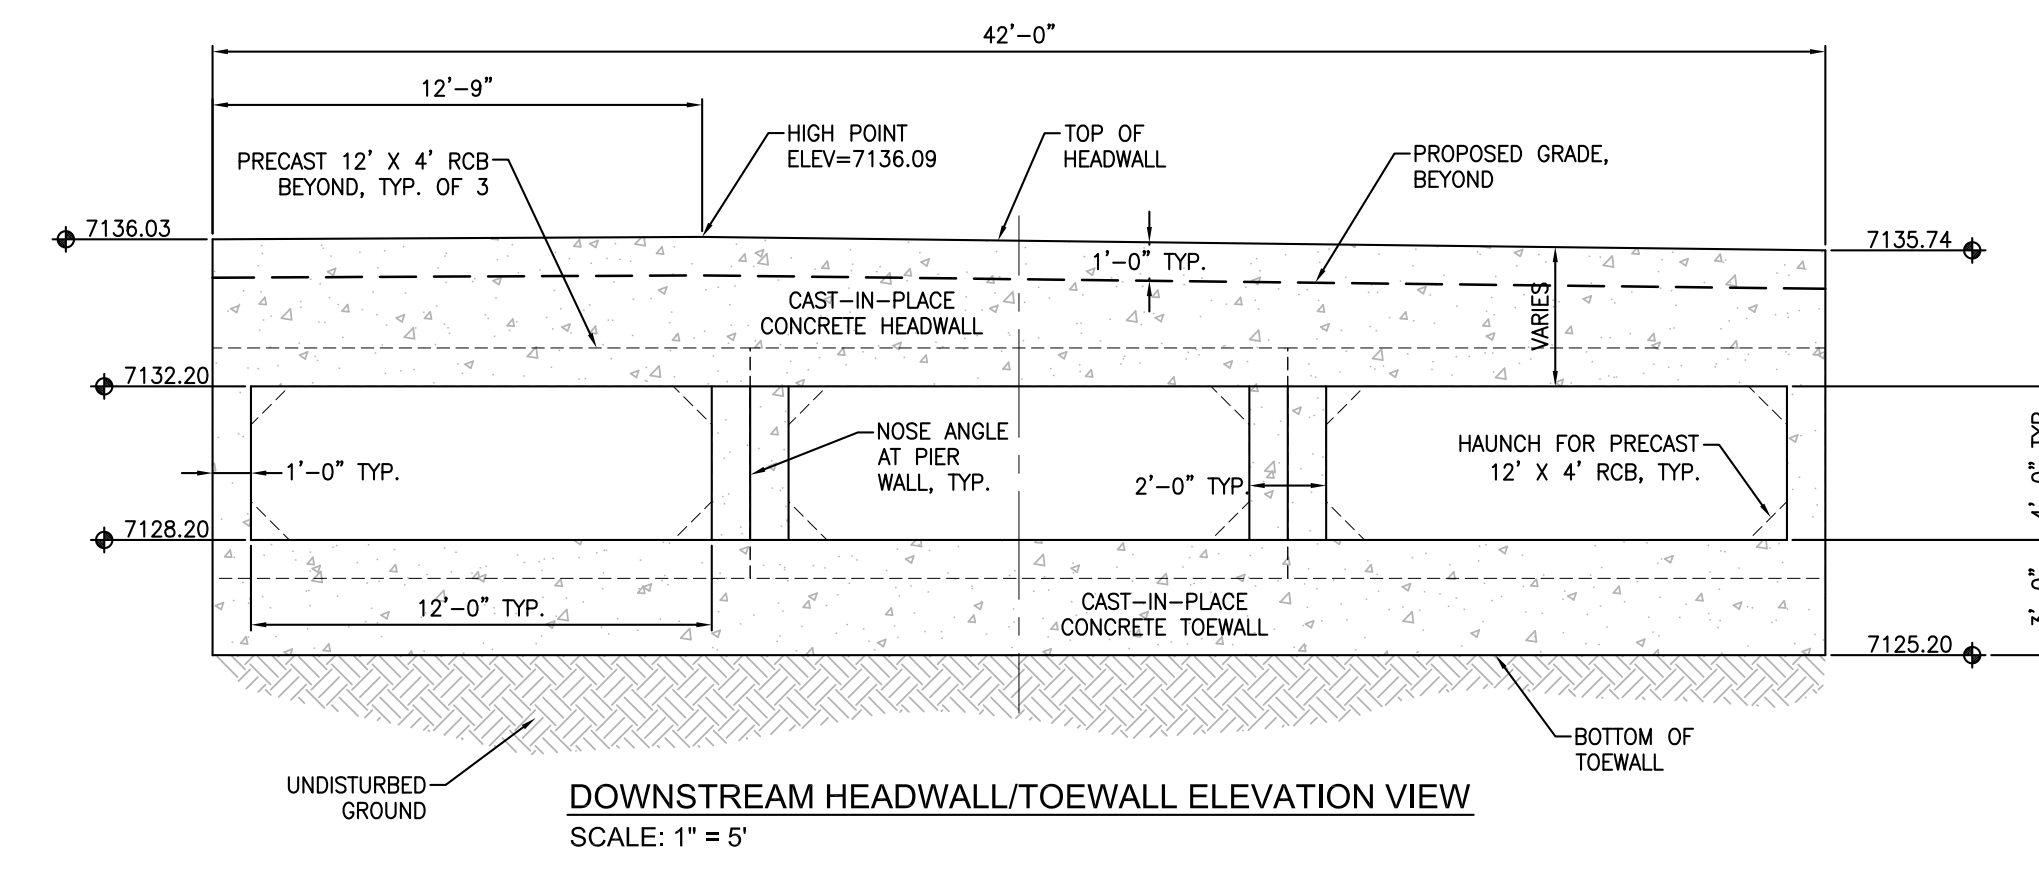 42'-0"
12'-9"
HIGH POINT
ELEV=7136.09
TOP OF
HEADWALL
PROPOSED GRADE,
BEYOND
PRECAST 12' X 4' RCB
BEYOND, TYP. OF 3
7136.03
7135.74
1'-0" TYP.
CAST-IN-PLACE
CONCRETE HEADWALL
VARIES
7132.20
NOSE ANGLE
AT PIER
WALL, TYP.
HAUNCH FOR PRECAST
12' X 4' RCB, TYP.
1'-0" TYP.
2'-0" TYP.
7128.20
12'-0" TYP.
CAST-IN-PLACE
CONCRETE TOEWALL
7125.20
BOTTOM OF
TOEWALL
UNDISTURBED
GROUND
DOWNSTREAM HEADWALL/TOEWALL ELEVATION VIEW
SCALE: 1" = 5'